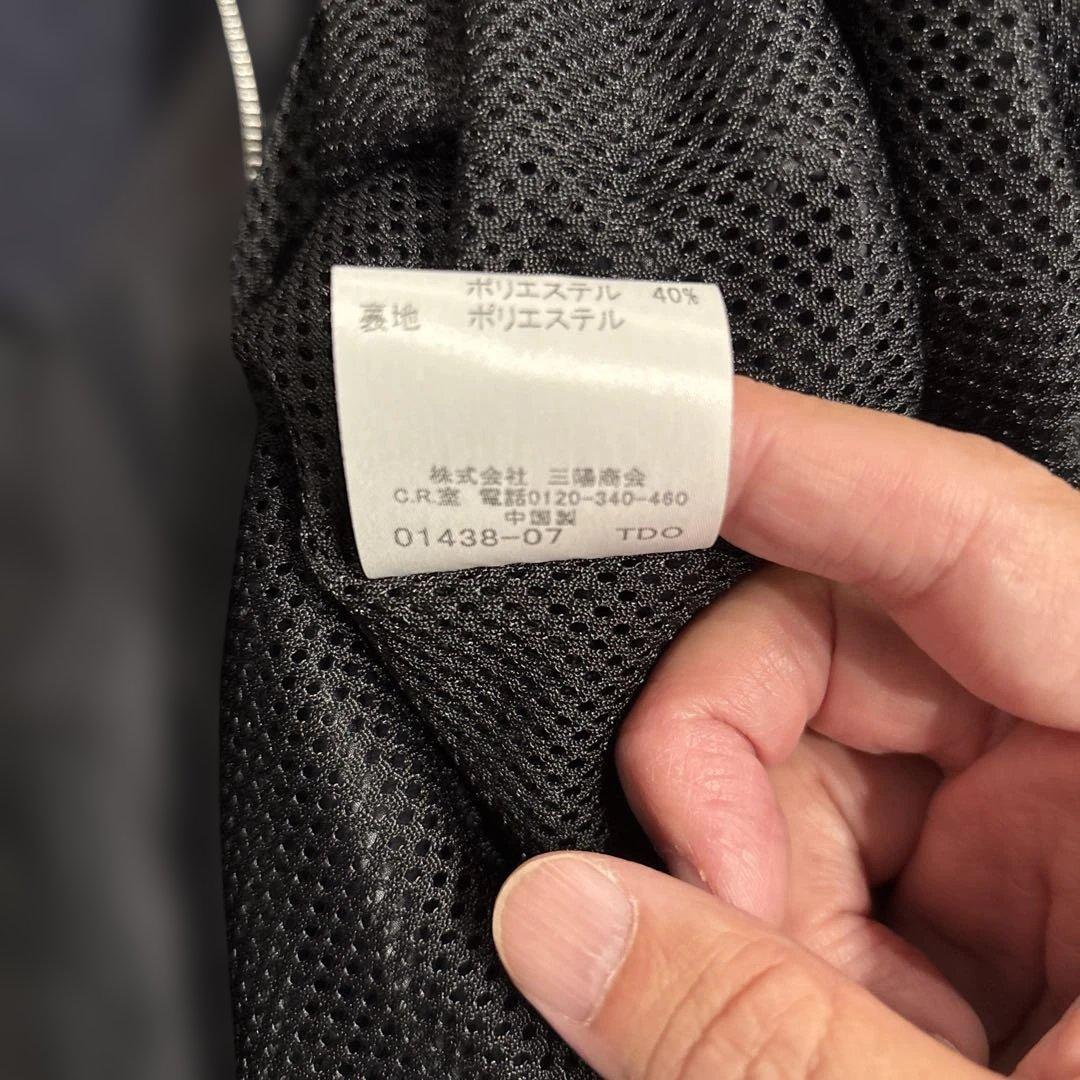 ポリエステル 40%
裏地 ポリエステル
株式会社 三陽商会
C.R.室 電話0120-340-460
中国製
01438-07 TDO